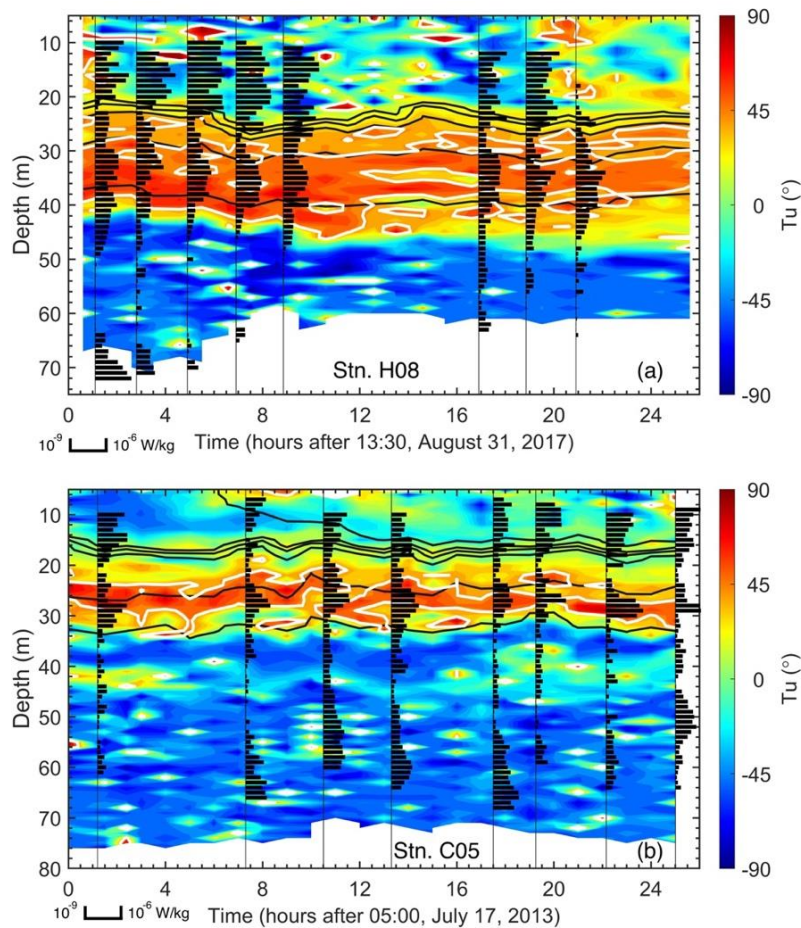 90
10
20
45
30
Depth (m)
Tu (°)
40
0
50
-45
60
70
Stn. H08
(a)
-90
0 4 8 12 16 20 24
10⁻⁹ 10⁻⁶ W/kg Time (hours after 13:30, August 31, 2017)
90
10
20
45
30
Depth (m)
Tu (°)
40
0
50
60
-45
70
Stn. C05
(b)
80
-90
0 4 8 12 16 20 24
10⁻⁹ 10⁻⁶ W/kg Time (hours after 05:00, July 17, 2013)